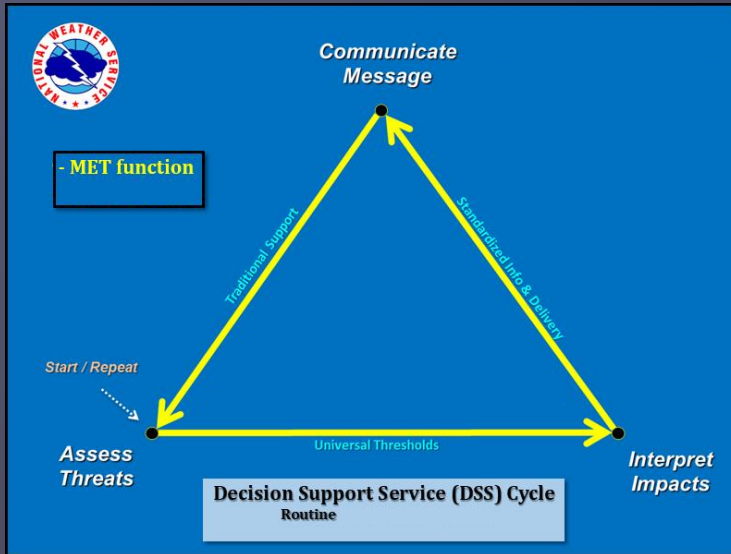 NATIONAL WEATHER SERVICE
Communicate
Message
- MET function
Traditional Support
Standardized Info & Delivery
Start / Repeat
Universal Thresholds
Assess
Threats
Interpret
Impacts
Decision Support Service (DSS) Cycle
Routine